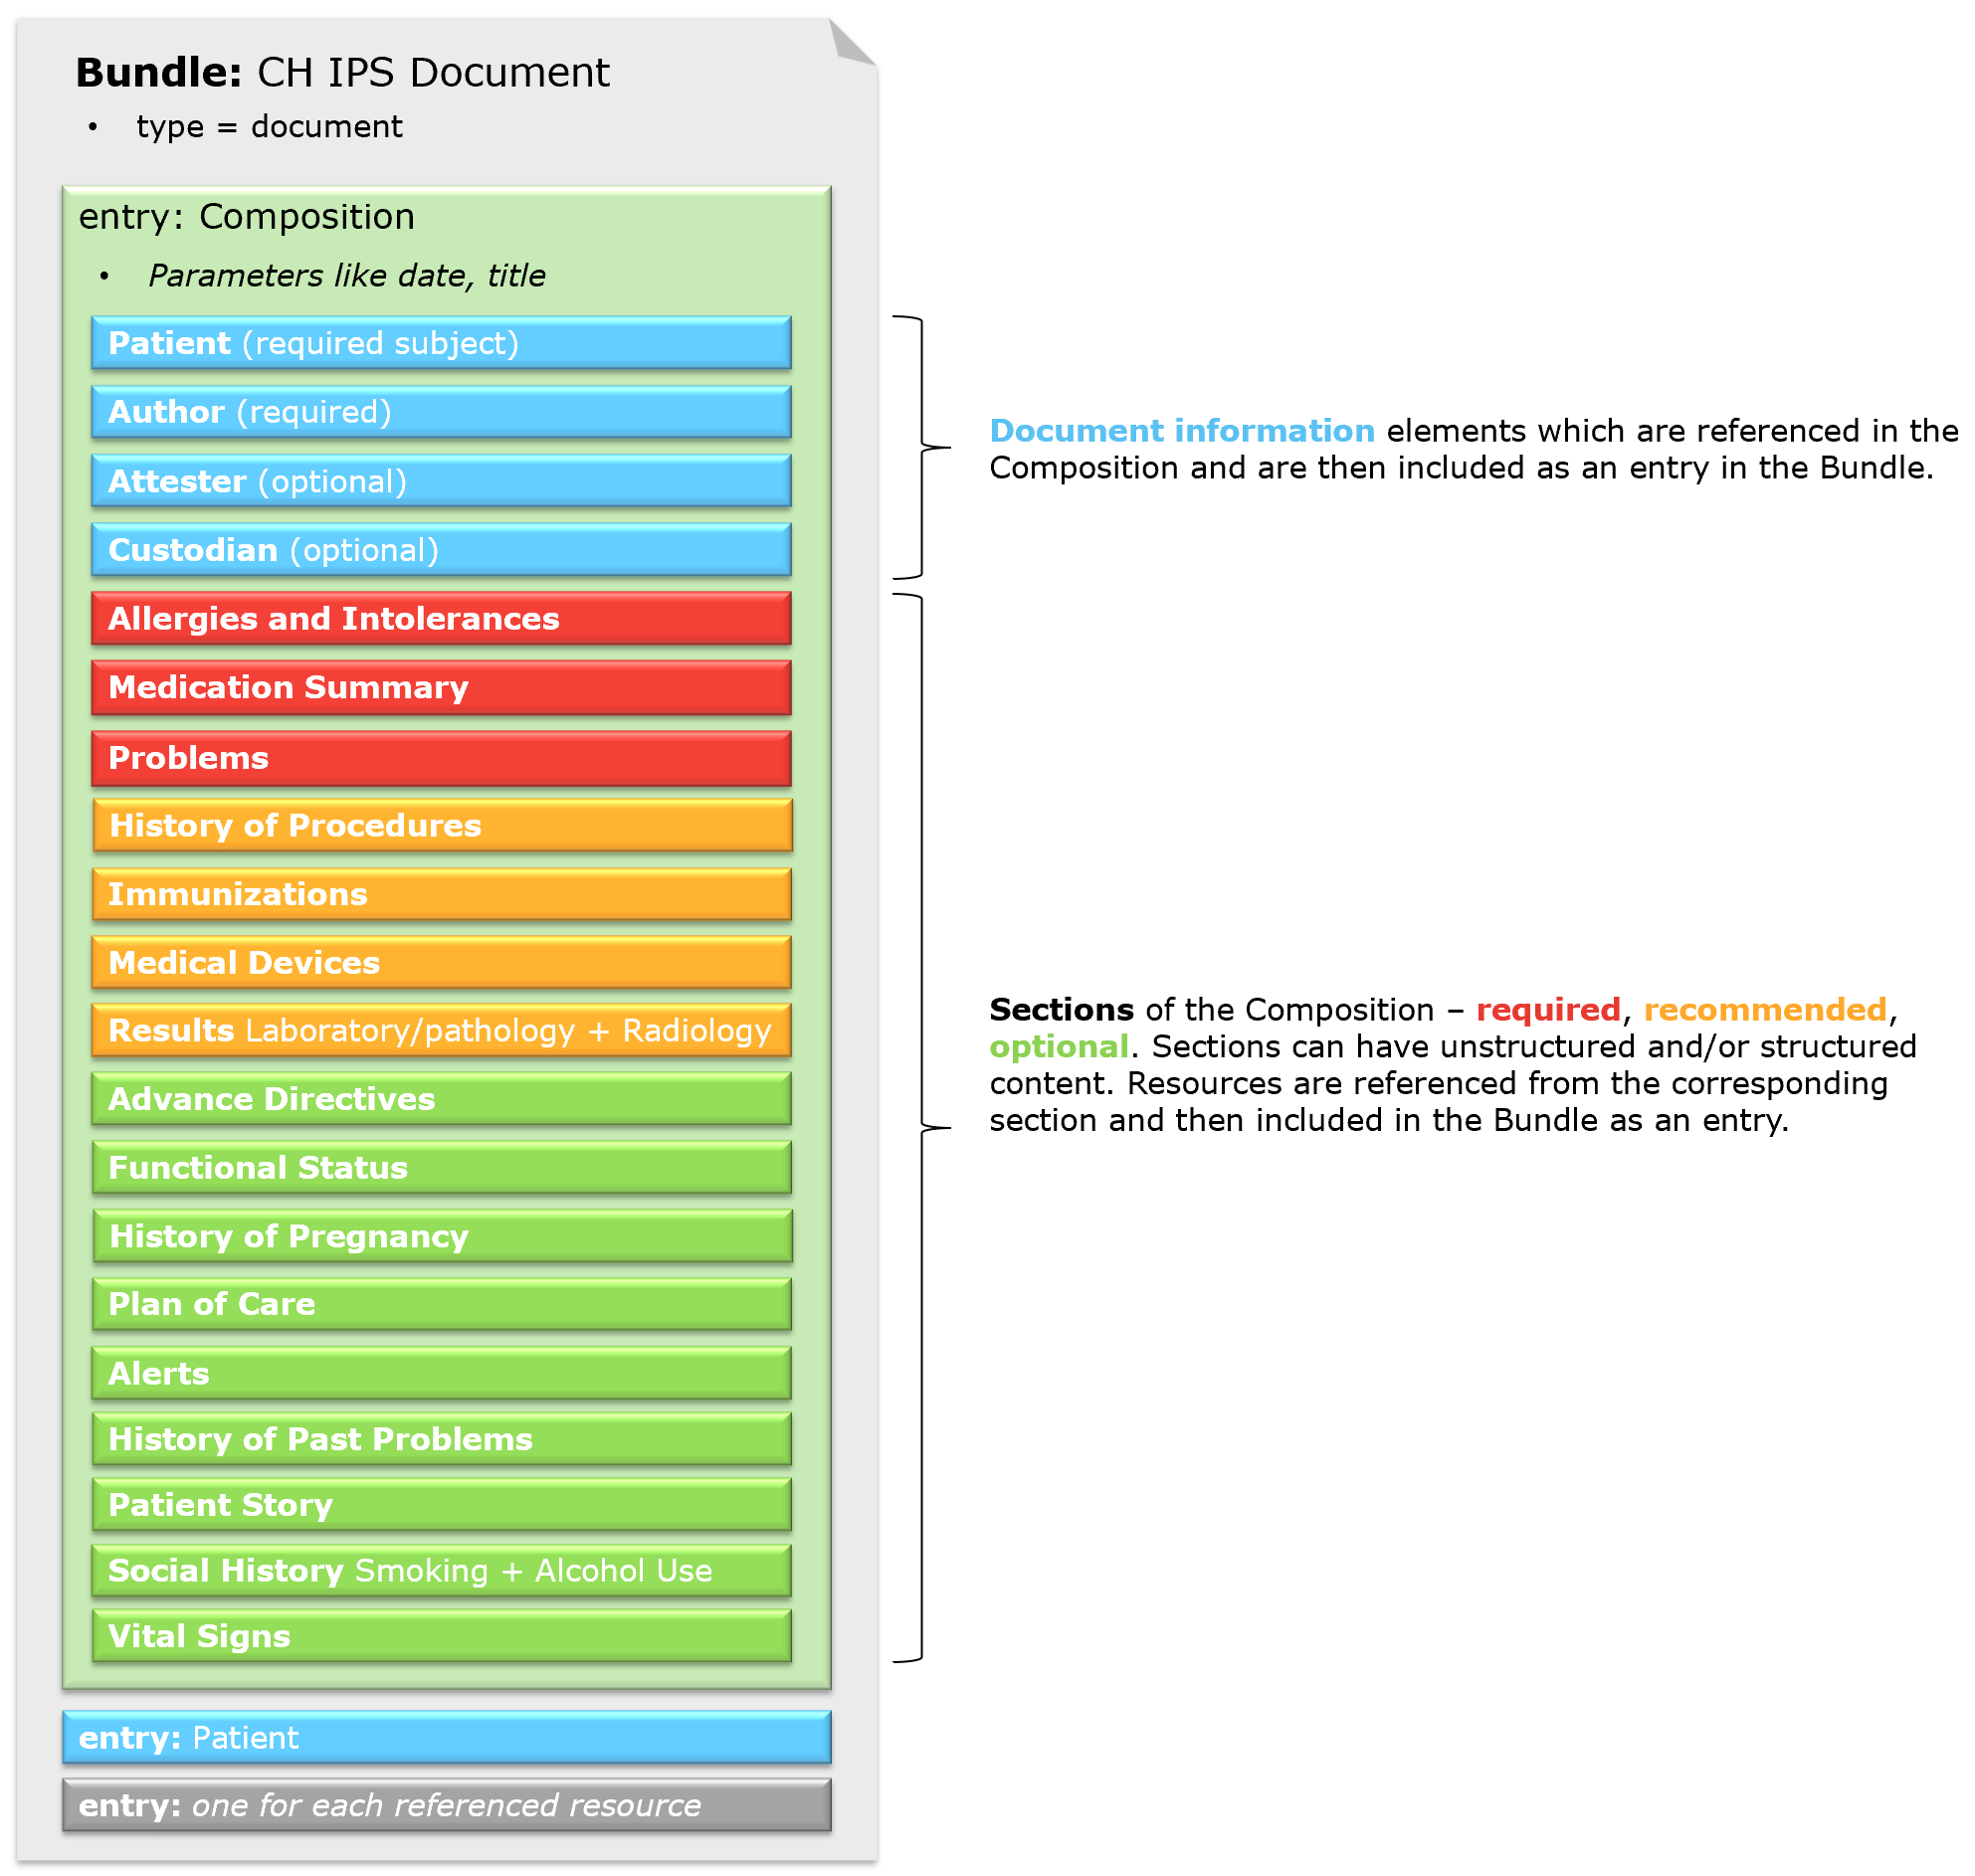 Bundle: CH IPS Document
• type = document
entry: Composition
• Parameters like date, title
Patient (required subject)
Author (required)
Attester (optional)
Custodian (optional)
Allergies and Intolerances
Medication Summary
Problems
History of Procedures
Immunizations
Medical Devices
Results Laboratory/pathology + Radiology
Advance Directives
Functional Status
History of Pregnancy
Plan of Care
Alerts
History of Past Problems
Patient Story
Social History Smoking + Alcohol Use
Vital Signs
entry: Patient
entry: one for each referenced resource
Document information elements which are referenced in the
Composition and are then included as an entry in the Bundle.
Sections of the Composition – required, recommended,
optional. Sections can have unstructured and/or structured
content. Resources are referenced from the corresponding
section and then included in the Bundle as an entry.